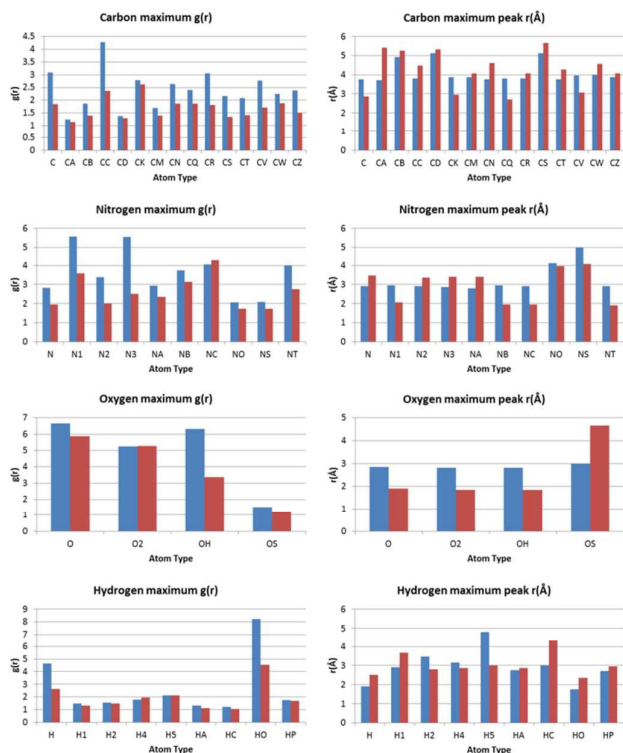 Carbon maximum g(r)
g(r)
4.5
4
3.5
3
2.5
2
1.5
1
0.5
0
C CA CB CC CD CK CM CN CQ CR CS CT CV CW CZ
Atom Type
Carbon maximum peak r(Å)
r(Å)
6
5
4
3
2
1
0
C CA CB CC CD CK CM CN CQ CR CS CT CV CW CZ
Atom Type
Nitrogen maximum g(r)
g(r)
6
5
4
3
2
1
0
N N1 N2 N3 NA NB NC NO NS NT
Atom Type
Nitrogen maximum peak r(Å)
r(Å)
6
5
4
3
2
1
0
N N1 N2 N3 NA NB NC NO NS NT
Atom Type
Oxygen maximum g(r)
g(r)
7
6
5
4
3
2
1
0
O O2 OH OS
Atom Type
Oxygen maximum peak r(Å)
r(Å)
5
4
3
2
1
0
O O2 OH OS
Atom Type
Hydrogen maximum g(r)
g(r)
9
8
7
6
5
4
3
2
1
0
H H1 H2 H4 H5 HA HC HO HP
Atom Type
Hydrogen maximum peak r(Å)
r(Å)
6
5
4
3
2
1
0
H H1 H2 H4 H5 HA HC HO HP
Atom Type